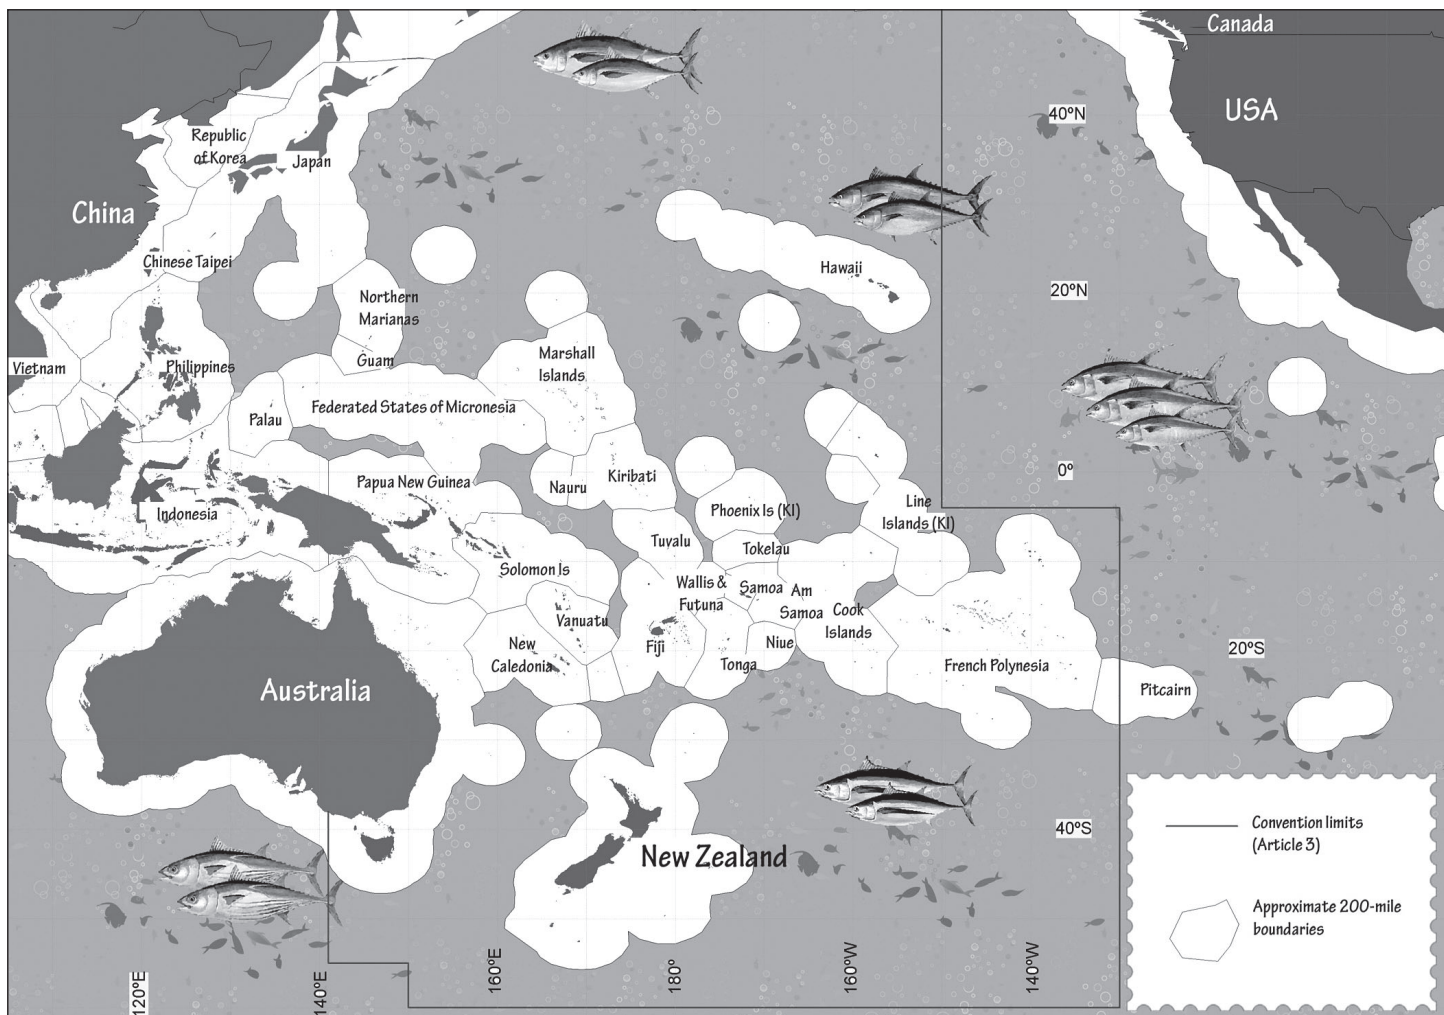 Canada
USA
40ºN
Republic
of Korea
Japan
China
Chinese Taipei
Hawaii
20ºN
Northern
Marianas
Guam
Marshall
Islands
Vietnam
Philippines
Palau
Federated States of Micronesia
0º
Papua New Guinea
Nauru
Kiribati
Indonesia
Phoenix Is (KI)
Line
Islands (KI)
Tuvalu
Tokelau
Solomon Is
Wallis &
Futuna
Samoa
Am
Samoa
Cook
Islands
Vanuatu
New
Caledonia
Fiji
Niue
Tonga
French Polynesia
20ºS
Pitcairn
Australia
New Zealand
40ºS
Convention limits
(Article 3)
Approximate 200-mile
boundaries
120ºE
140ºE
160ºE
180º
160ºW
140ºW